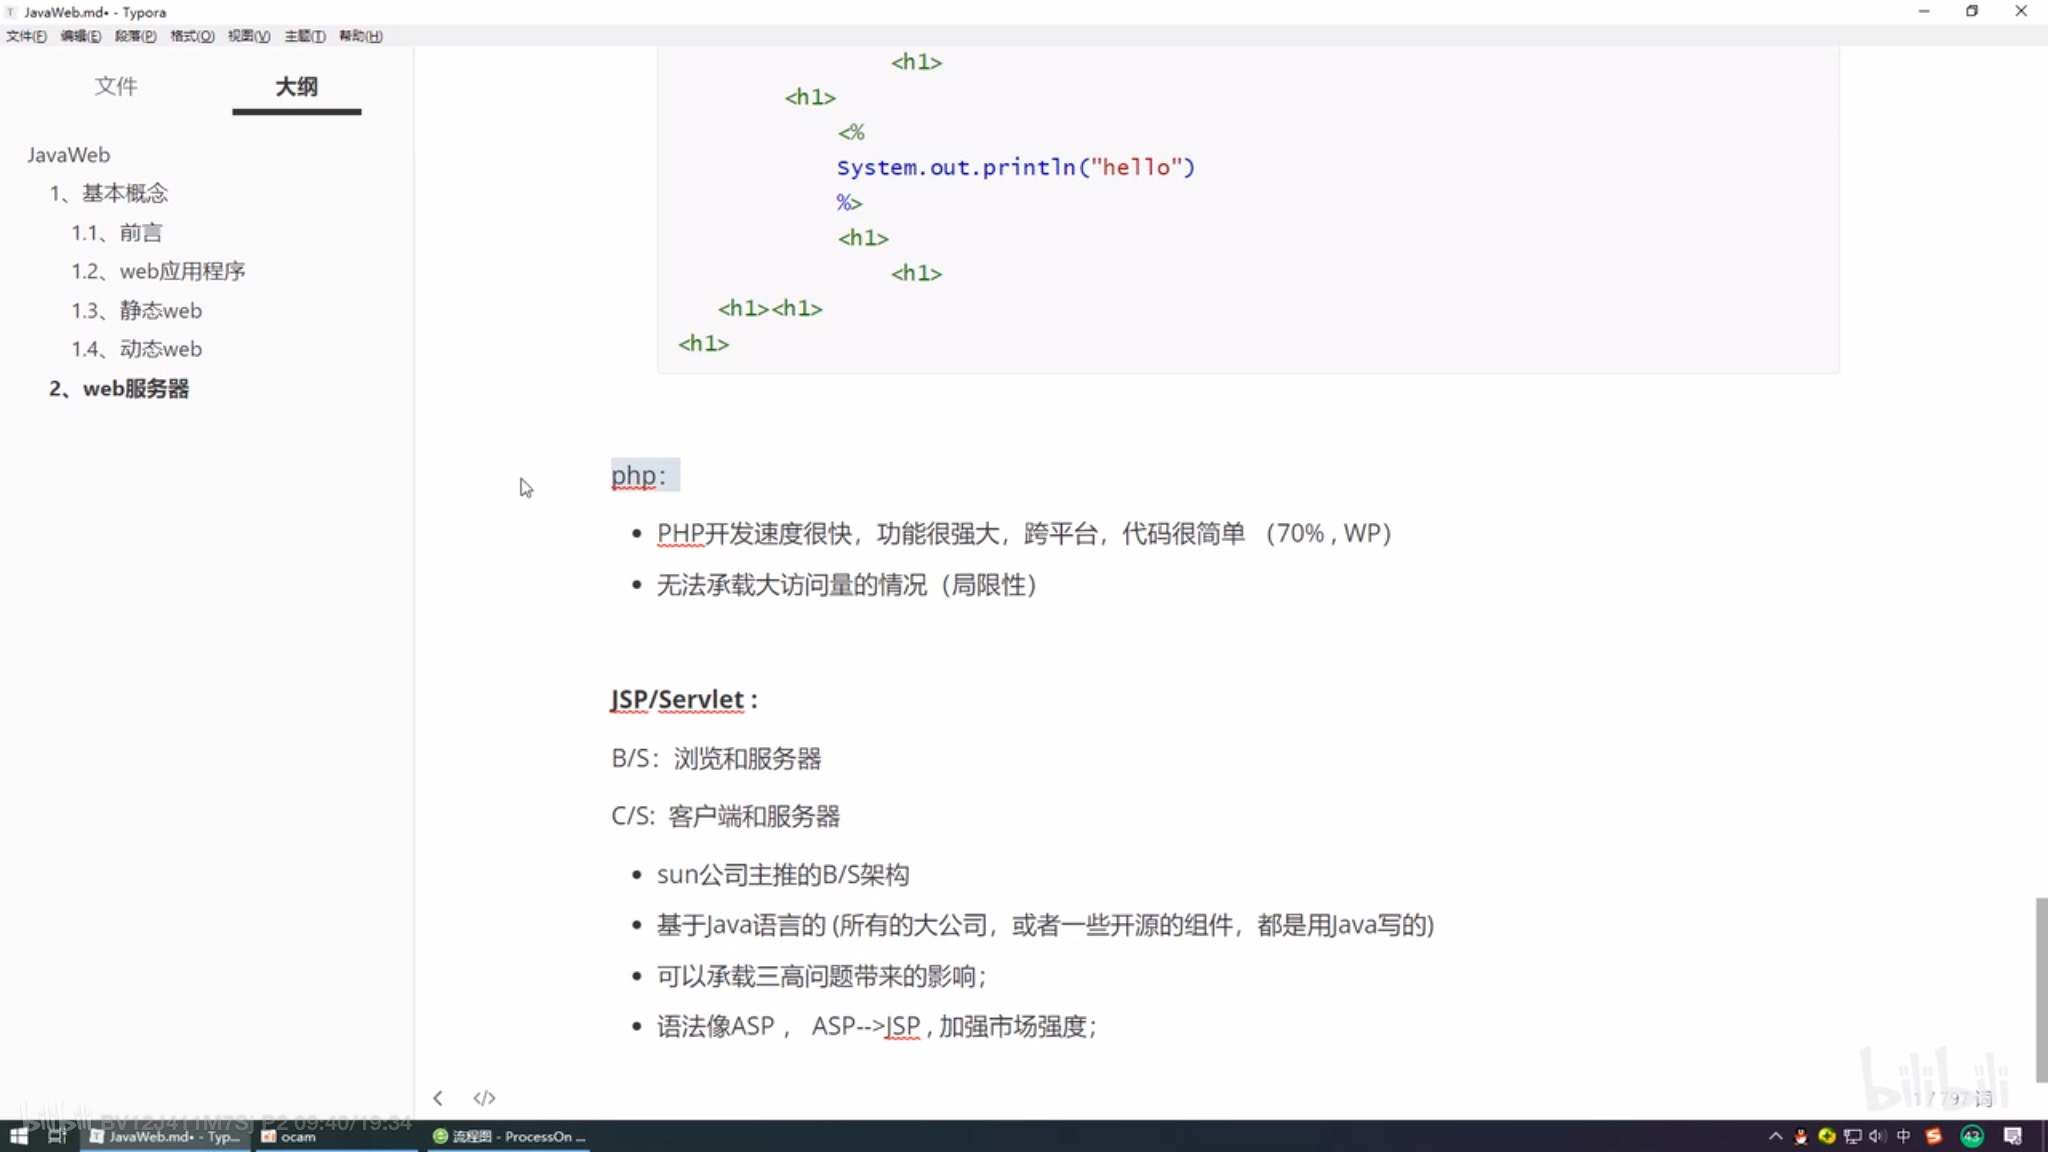 JavaWeb.md• - Typora
文件(F) 编辑(E) 段落(P) 格式(O) 视图(V) 主题(T) 帮助(H)
文件 大纲
JavaWeb
1、基本概念
1.1、前言
1.2、web应用程序
1.3、静态web
1.4、动态web
2、web服务器
<h1>
<h1>
<%
System.out.println("hello")
%>
<h1>
<h1>
<h1><h1>
<h1>
php：
PHP开发速度很快，功能很强大，跨平台，代码很简单 （70% , WP）
无法承载大访问量的情况（局限性）
JSP/Servlet :
B/S：浏览和服务器
C/S: 客户端和服务器
sun公司主推的B/S架构
基于Java语言的 (所有的大公司，或者一些开源的组件，都是用Java写的)
可以承载三高问题带来的影响；
语法像ASP ， ASP-->JSP , 加强市场强度；
</>
bilibili
1 / 797 词
bilibili BV12J411M7Sj P2 09:40/19:34
JavaWeb.md• - Typ...
ocam
流程图 - ProcessOn ...
中
43